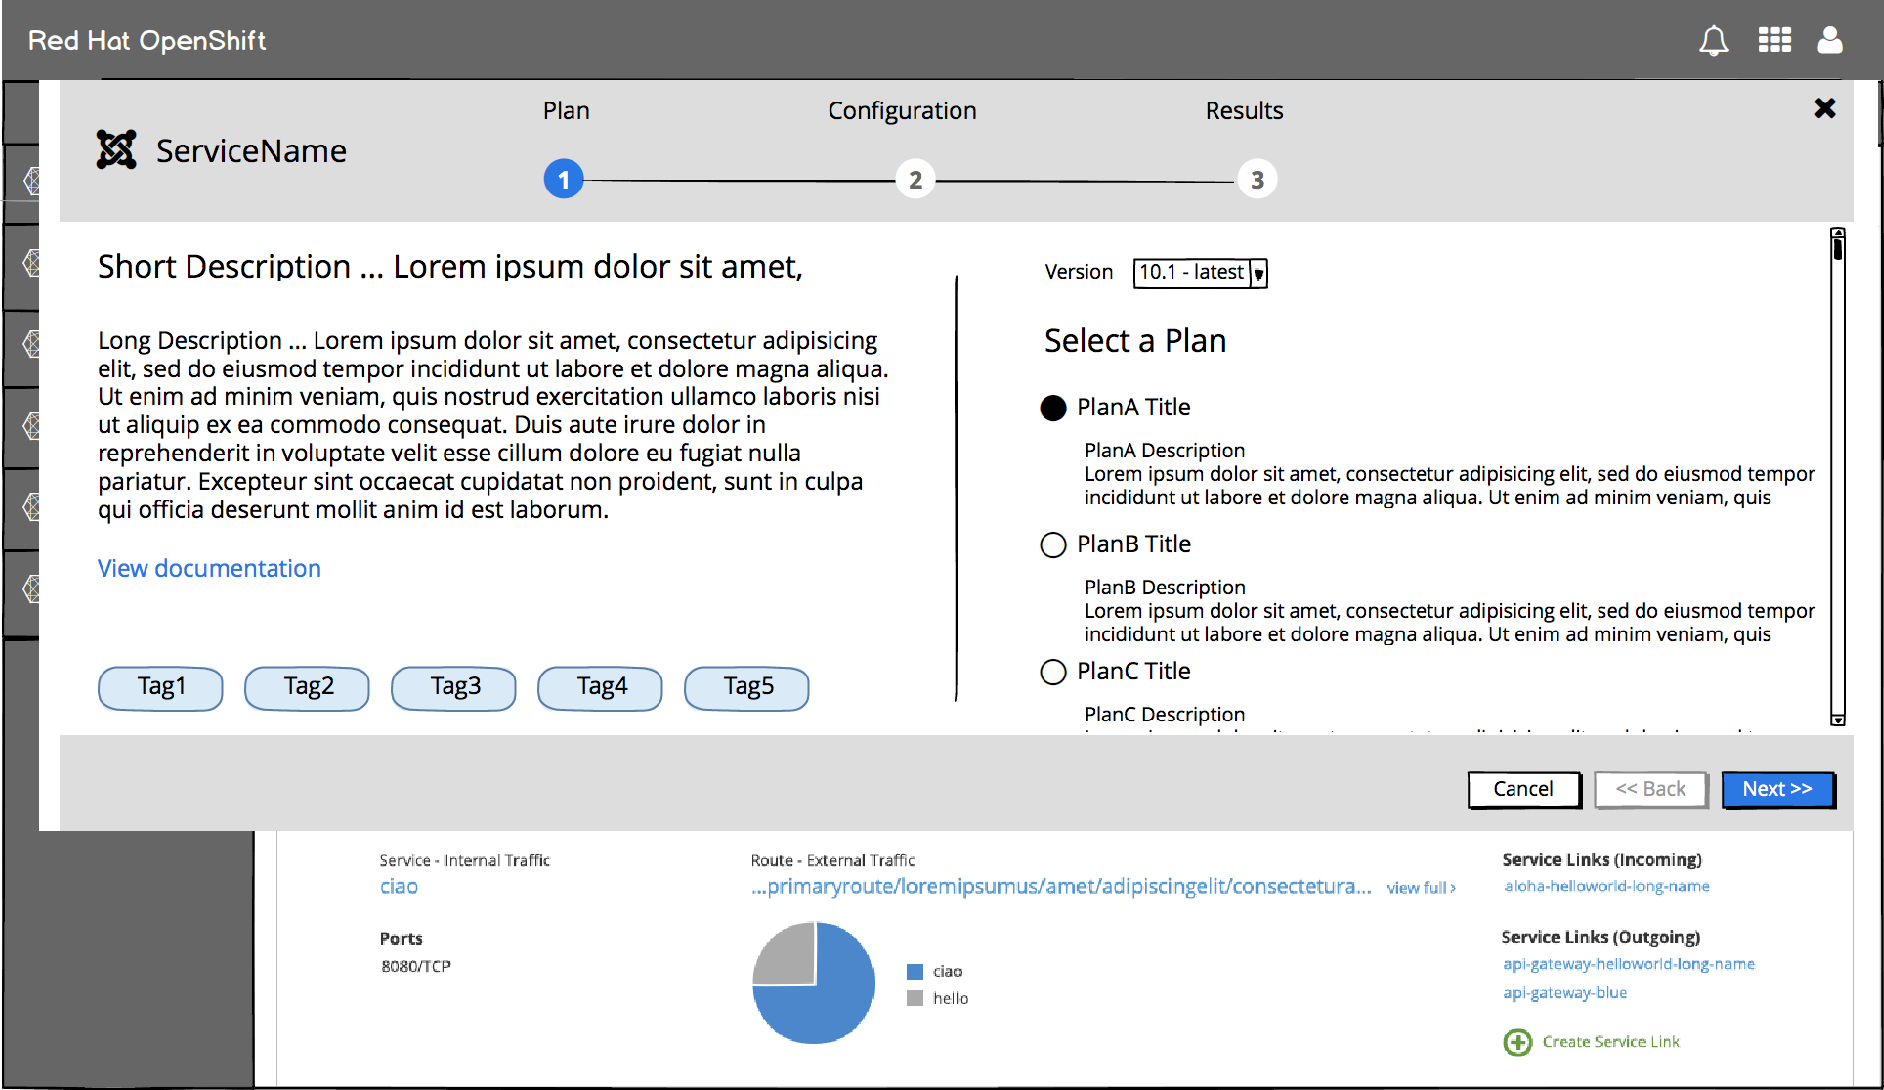 Red Hat OpenShift
Plan
Configuration
Results
ServiceName
1
2
3
Short Description ... Lorem ipsum dolor sit amet,
Long Description ... Lorem ipsum dolor sit amet, consectetur adipisicing
elit, sed do eiusmod tempor incididunt ut labore et dolore magna aliqua.
Ut enim ad minim veniam, quis nostrud exercitation ullamco laboris nisi
ut aliquip ex ea commodo consequat. Duis aute irure dolor in
reprehenderit in voluptate velit esse cillum dolore eu fugiat nulla
pariatur. Excepteur sint occaecat cupidatat non proident, sunt in culpa
qui officia deserunt mollit anim id est laborum.
View documentation
Tag1
Tag2
Tag3
Tag4
Tag5
Version
10.1 - latest
Select a Plan
PlanA Title
PlanA Description
Lorem ipsum dolor sit amet, consectetur adipisicing elit, sed do eiusmod tempor
incididunt ut labore et dolore magna aliqua. Ut enim ad minim veniam, quis
PlanB Title
PlanB Description
Lorem ipsum dolor sit amet, consectetur adipisicing elit, sed do eiusmod tempor
incididunt ut labore et dolore magna aliqua. Ut enim ad minim veniam, quis
PlanC Title
PlanC Description
Cancel
<< Back
Next >>
Service - Internal Traffic
ciao
Ports
8080/TCP
Route - External Traffic
...primaryroute/loremipsumus/amet/adipiscingelit/consectetura...
view full >
ciao
hello
Service Links (Incoming)
aloha-helloworld-long-name
Service Links (Outgoing)
api-gateway-helloworld-long-name
api-gateway-blue
Create Service Link